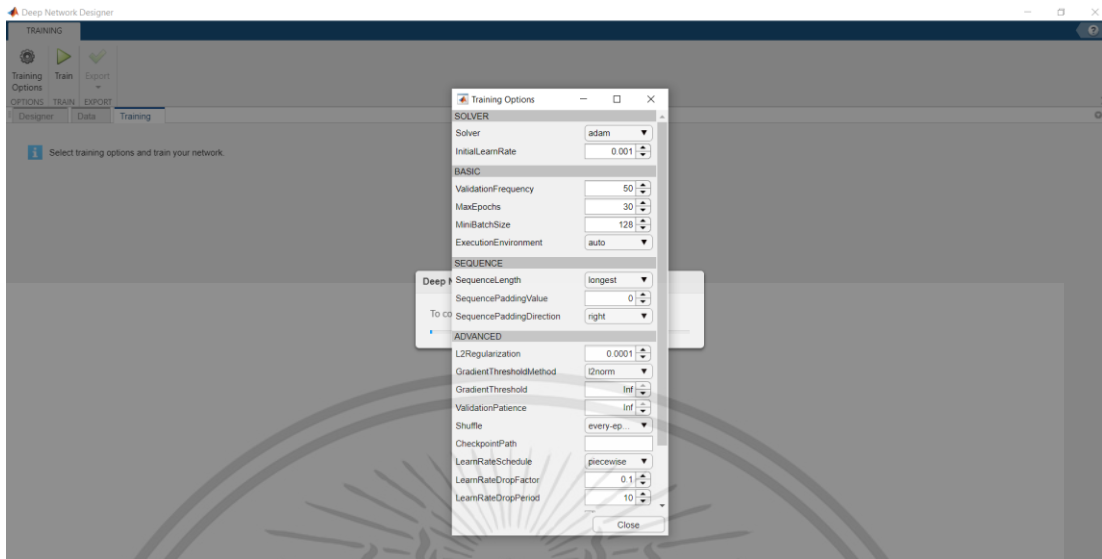 Deep Network Designer
TRAINING
Training Options
Train
Export
OPTIONS TRAIN EXPORT
Designer Data Training
Select training options and train your network
Training Options
SOLVER
Solver adam
InitialLearnRate 0.001
BASIC
ValidationFrequency 50
MaxEpochs 30
MiniBatchSize 128
ExecutionEnvironment auto
SEQUENCE
Deep
SequenceLength longest
SequencePaddingValue 0
To co
SequencePaddingDirection right
ADVANCED
L2Regularization 0.0001
GradientThresholdMethod l2norm
GradientThreshold Inf
ValidationPatience Inf
Shuffle every-ep...
CheckpointPath
LearnRateSchedule piecewise
LearnRateDropFactor 0.1
LearnRateDropPeriod 10
Close